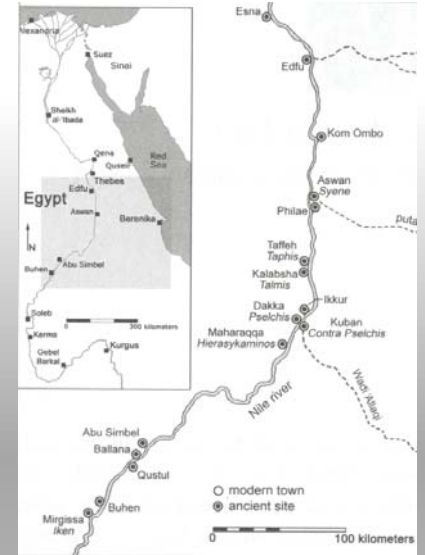 Alexandria
Suez
Sinai
Sheikh
al-'Ibada
Qena
Quseir
Red
Sea
Thebes
Edfu
Egypt
Aswan
Berenike
N
Buhen
Abu Simbel
Soleb
0 300
kilometers
Kerma
Gebel
Barkal
Kurgus
Esna
Edfu
Kom Ombo
Aswan
Syene
Philae
puta
Taffeh
Taphis
Kalabsha
Talmis
Ikkur
Dakka
Pselchis
Kuban
Contra Pselchis
Maharaqqa
Hierasykaminos
Wadi 'Allaqi
Nile river
Abu Simbel
Ballana
Qustul
modern town
ancient site
Buhen
Mirgissa
Iken
0 100
kilometers